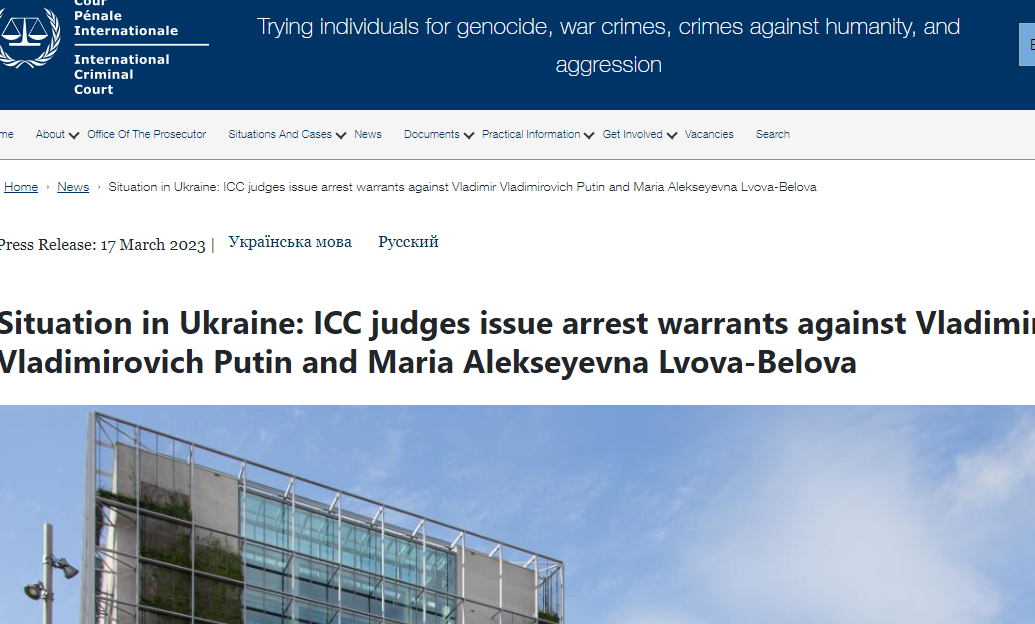 Cour
Pénale
Internationale
International
Criminal
Court
Trying individuals for genocide, war crimes, crimes against humanity, and
aggression
About Office Of The Prosecutor Situations And Cases News Documents Practical Information Get Involved Vacancies Search
Home › News › Situation in Ukraine: ICC judges issue arrest warrants against Vladimir Vladimirovich Putin and Maria Alekseyevna Lvova-Belova
Press Release: 17 March 2023 | Українська мова Русский
Situation in Ukraine: ICC judges issue arrest warrants against Vladimir
Vladimirovich Putin and Maria Alekseyevna Lvova-Belova